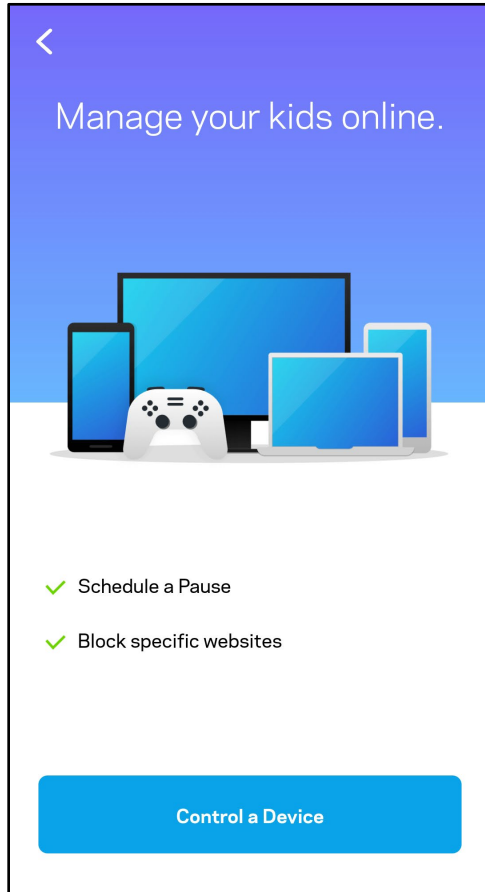 Manage your kids online.
Schedule a Pause
Block specific websites
Control a Device